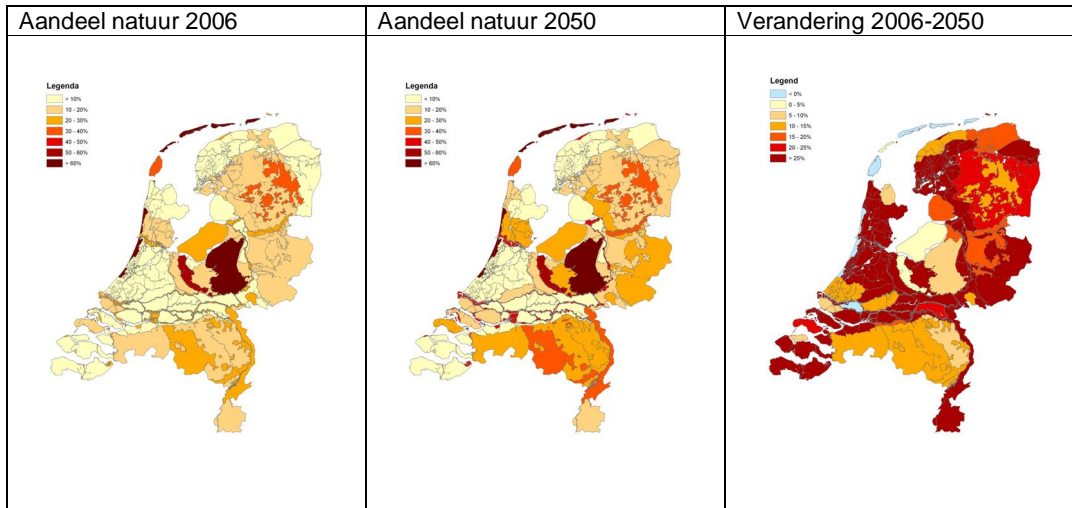 Aandeel natuur 2006
Aandeel natuur 2050
Verandering 2006-2050
Legenda
< 10%
10 - 20%
20 - 30%
30 - 40%
40 - 50%
50 - 60%
> 60%
Legenda
< 10%
10 - 20%
20 - 30%
30 - 40%
40 - 50%
50 - 60%
> 60%
Legend
< 0%
0 - 5%
5 - 10%
10 - 15%
15 - 20%
20 - 25%
> 25%